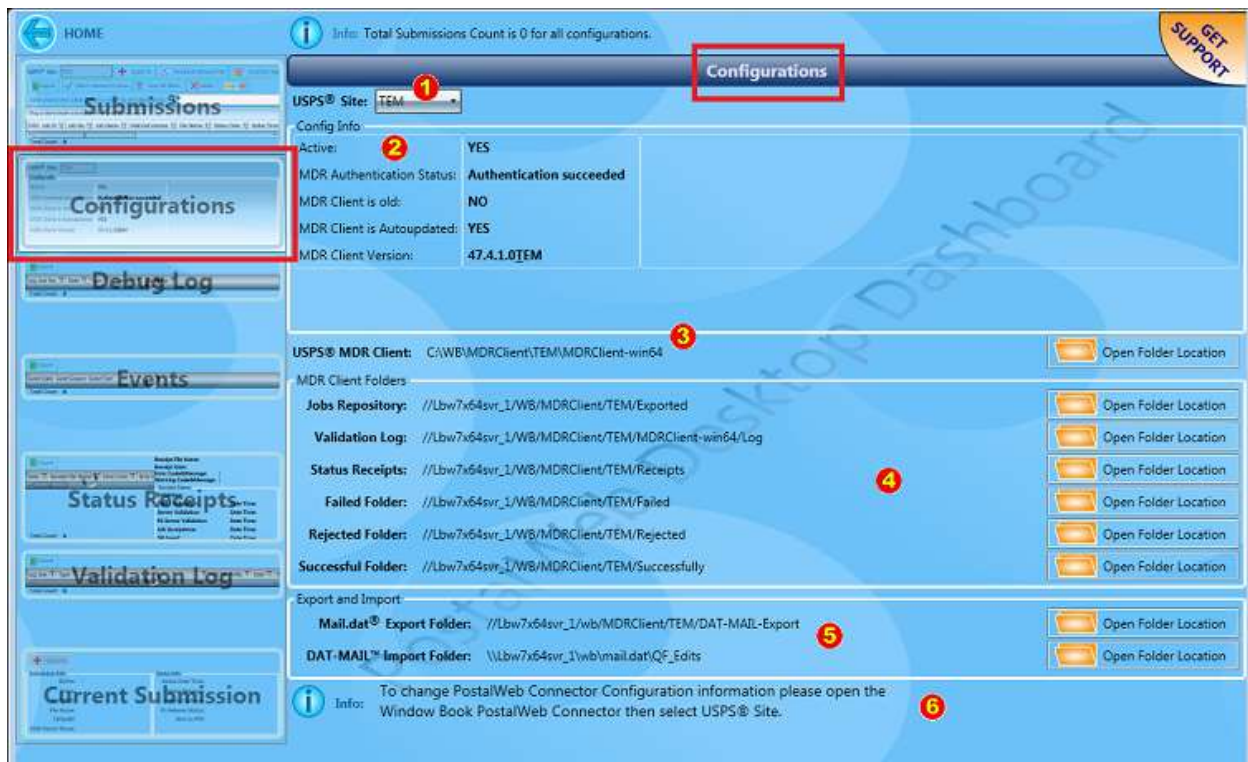 HOME
Info: Total Submissions Count is 0 for all configurations.
GET SUPPORT
Configurations
USPS® Site: TEM
1
Config Info
Active: YES
2
MDR Authentication Status: Authentication succeeded
MDR Client is old: NO
MDR Client is Autoupdated: YES
MDR Client Version: 47.4.1.0TEM
3
USPS® MDR Client: C:\WB\MDRClient\TEM\MDRClient-win64 Open Folder Location
MDR Client Folders
Jobs Repository: //Lbw7x64svr_1/WB/MDRClient/TEM/Exported Open Folder Location
Validation Log: //Lbw7x64svr_1/WB/MDRClient/TEM/MDRClient-win64/Log Open Folder Location
Status Receipts: //Lbw7x64svr_1/WB/MDRClient/TEM/Receipts Open Folder Location
4
Failed Folder: //Lbw7x64svr_1/WB/MDRClient/TEM/Failed Open Folder Location
Rejected Folder: //Lbw7x64svr_1/WB/MDRClient/TEM/Rejected Open Folder Location
Successful Folder: //Lbw7x64svr_1/WB/MDRClient/TEM/Successfully Open Folder Location
Export and Import
Mail.dat® Export Folder: //Lbw7x64svr_1/wb/MDRClient/TEM/DAT-MAIL-Export Open Folder Location
5
DAT-MAIL™ Import Folder: \\Lbw7x64svr_1\wb\mail.dat\QF_Edits Open Folder Location
Info: To change PostalWeb Connector Configuration information please open the
Window Book PostalWeb Connector then select USPS® Site.
6
Submissions
Configurations
Debug Log
Events
Status Receipts
Validation Log
Current Submission
PostalWeb Desktop Dashboard